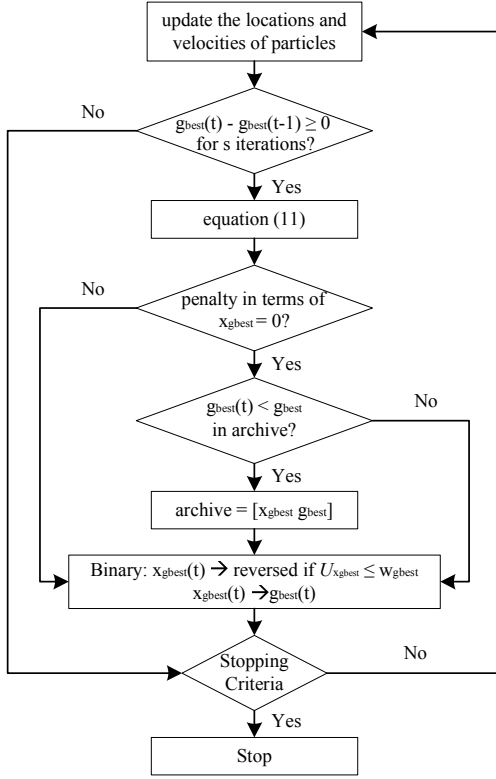 update the locations and
velocities of particles
No
gbest(t) - gbest(t-1) ≥ 0
for s iterations?
Yes
equation (11)
No
penalty in terms of
xgbest = 0?
Yes
gbest(t) < gbest
in archive?
No
Yes
archive = [xgbest gbest]
Binary: xgbest(t) → reversed if Uxgbest ≤ wgbest
xgbest(t) →gbest(t)
Stopping
Criteria
No
Yes
Stop